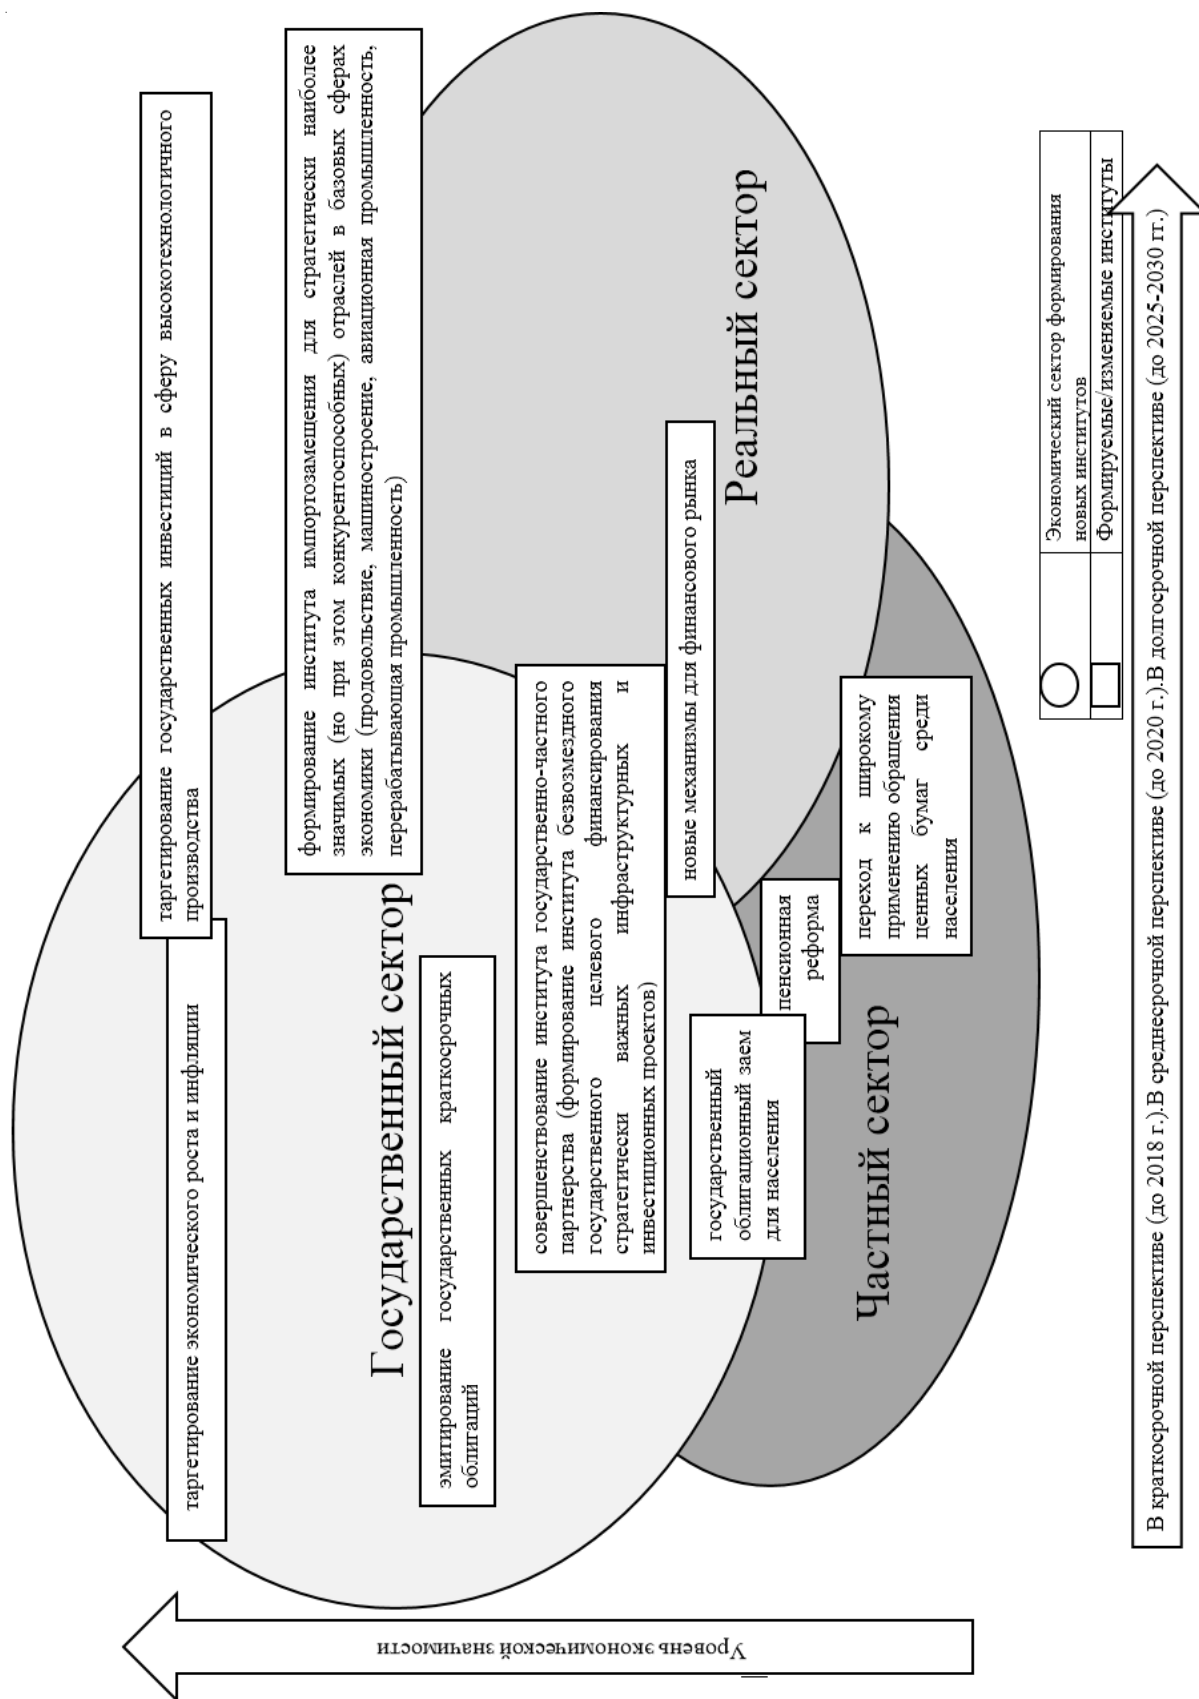 таргетирование государственных инвестиций в сферу высокотехнологичного
производства
таргетирование экономического роста и инфляции
формирование института импортозамещения для стратегически наиболее
значимых (но при этом конкурентоспособных) отраслей в базовых сферах
экономики (продовольствие, машиностроение, авиационная промышленность,
перерабатывающая промышленность)
Государственный сектор
эмитирование государственных краткосрочных
облигаций
совершенствование института государственно-частного
партнерства (формирование института безвозмездного
государственного целевого финансирования
стратегически важных инфраструктурных и
инвестиционных проектов)
новые механизмы для финансового рынка
Реальный сектор
государственный
облигационный заем
для населения
пенсионная
реформа
переход к широкому
применению обращения
ценных бумаг среди
населения
Частный сектор
Уровень экономической значимости
Экономический сектор формирования
новых институтов
Формируемые/изменяемые институты
В краткосрочной перспективе (до 2018 г.).В среднесрочной перспективе (до 2020 г.).В долгосрочной перспективе (до 2025-2030 гг.)